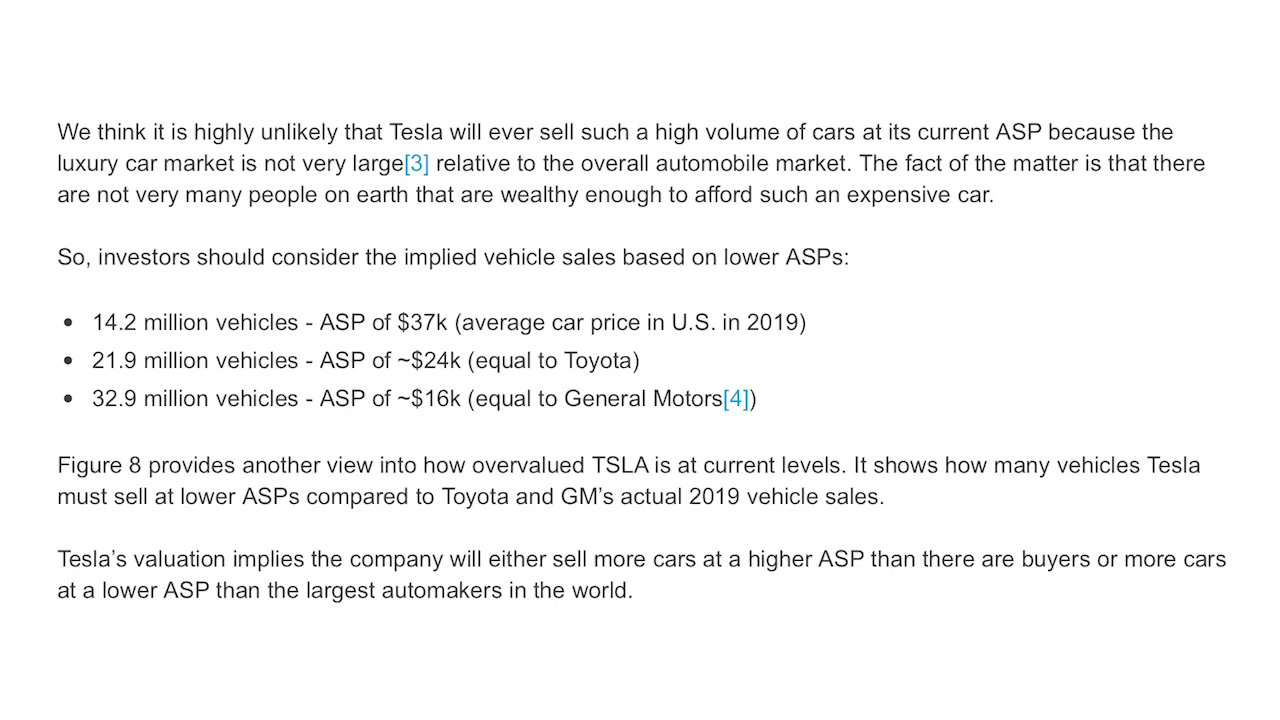 We think it is highly unlikely that Tesla will ever sell such a high volume of cars at its current ASP because the
luxury car market is not very large[3] relative to the overall automobile market. The fact of the matter is that there
are not very many people on earth that are wealthy enough to afford such an expensive car.
So, investors should consider the implied vehicle sales based on lower ASPs:
• 14.2 million vehicles - ASP of $37k (average car price in U.S. in 2019)
• 21.9 million vehicles - ASP of ~$24k (equal to Toyota)
• 32.9 million vehicles - ASP of ~$16k (equal to General Motors[4])
Figure 8 provides another view into how overvalued TSLA is at current levels. It shows how many vehicles Tesla
must sell at lower ASPs compared to Toyota and GM’s actual 2019 vehicle sales.
Tesla’s valuation implies the company will either sell more cars at a higher ASP than there are buyers or more cars
at a lower ASP than the largest automakers in the world.